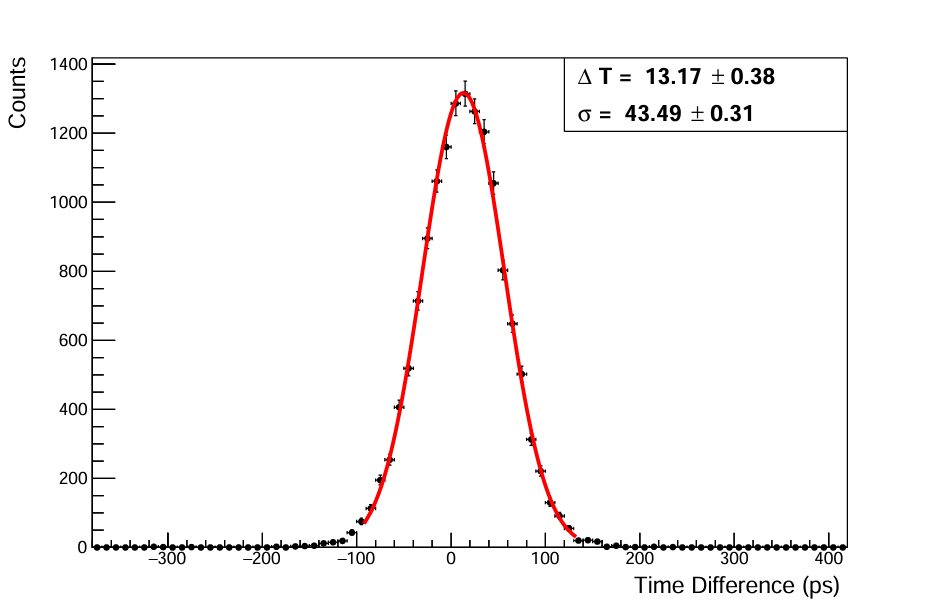 Counts
1400
1200
1000
800
600
400
200
0
Δ T = 13.17 ± 0.38
σ = 43.49 ± 0.31
−300 −200 −100 0 100 200 300 400
Time Difference (ps)